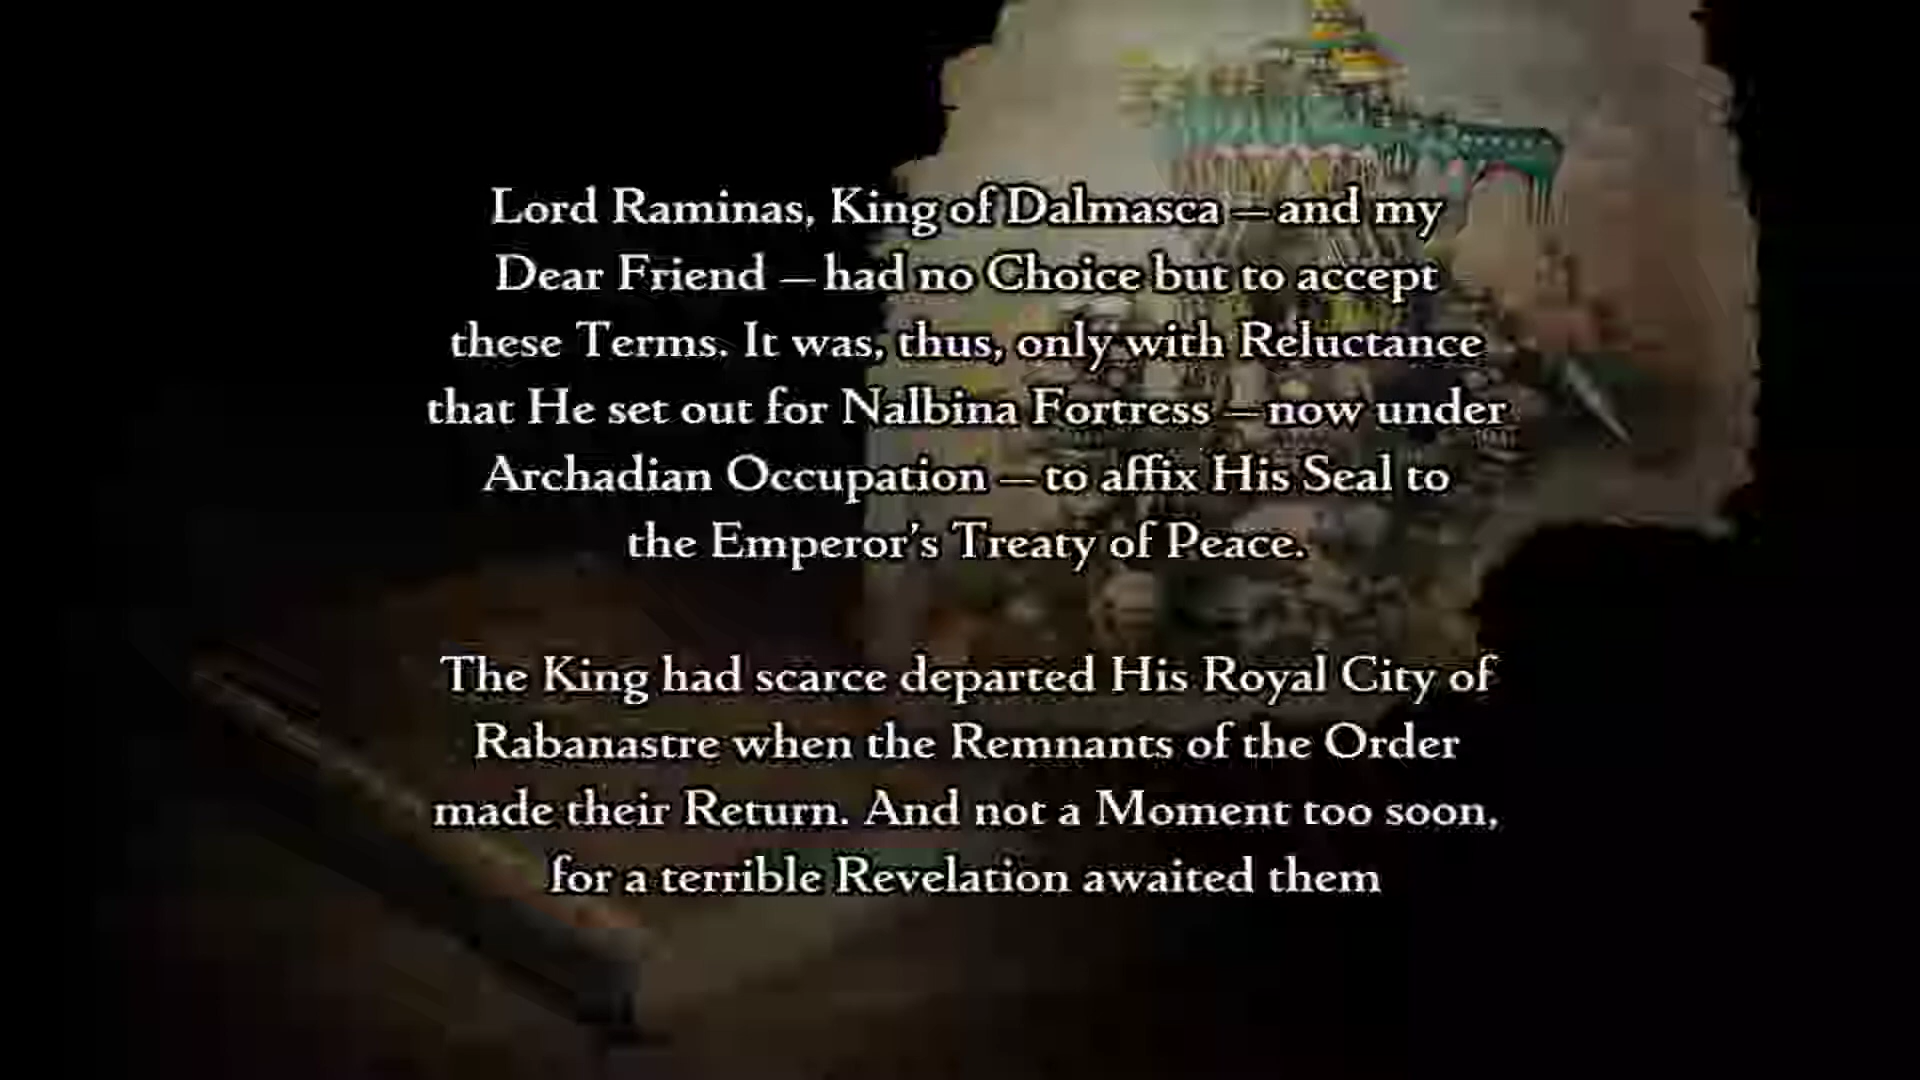 Lord Raminas, King of Dalmasca – and my
Dear Friend – had no Choice but to accept
these Terms. It was, thus, only with Reluctance
that He set out for Nalbina Fortress – now under
Archadian Occupation – to affix His Seal to
the Emperor's Treaty of Peace.
The King had scarce departed His Royal City of
Rabanastre when the Remnants of the Order
made their Return. And not a Moment too soon,
for a terrible Revelation awaited them